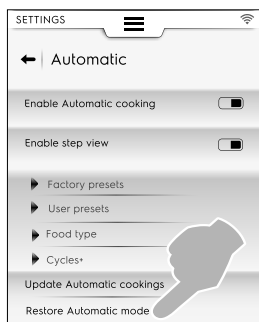 SETTINGS
Automatic
Enable Automatic cooking
Enable step view
Factory presets
User presets
Food type
Cycles+
Update Automatic cookings
Restore Automatic mode